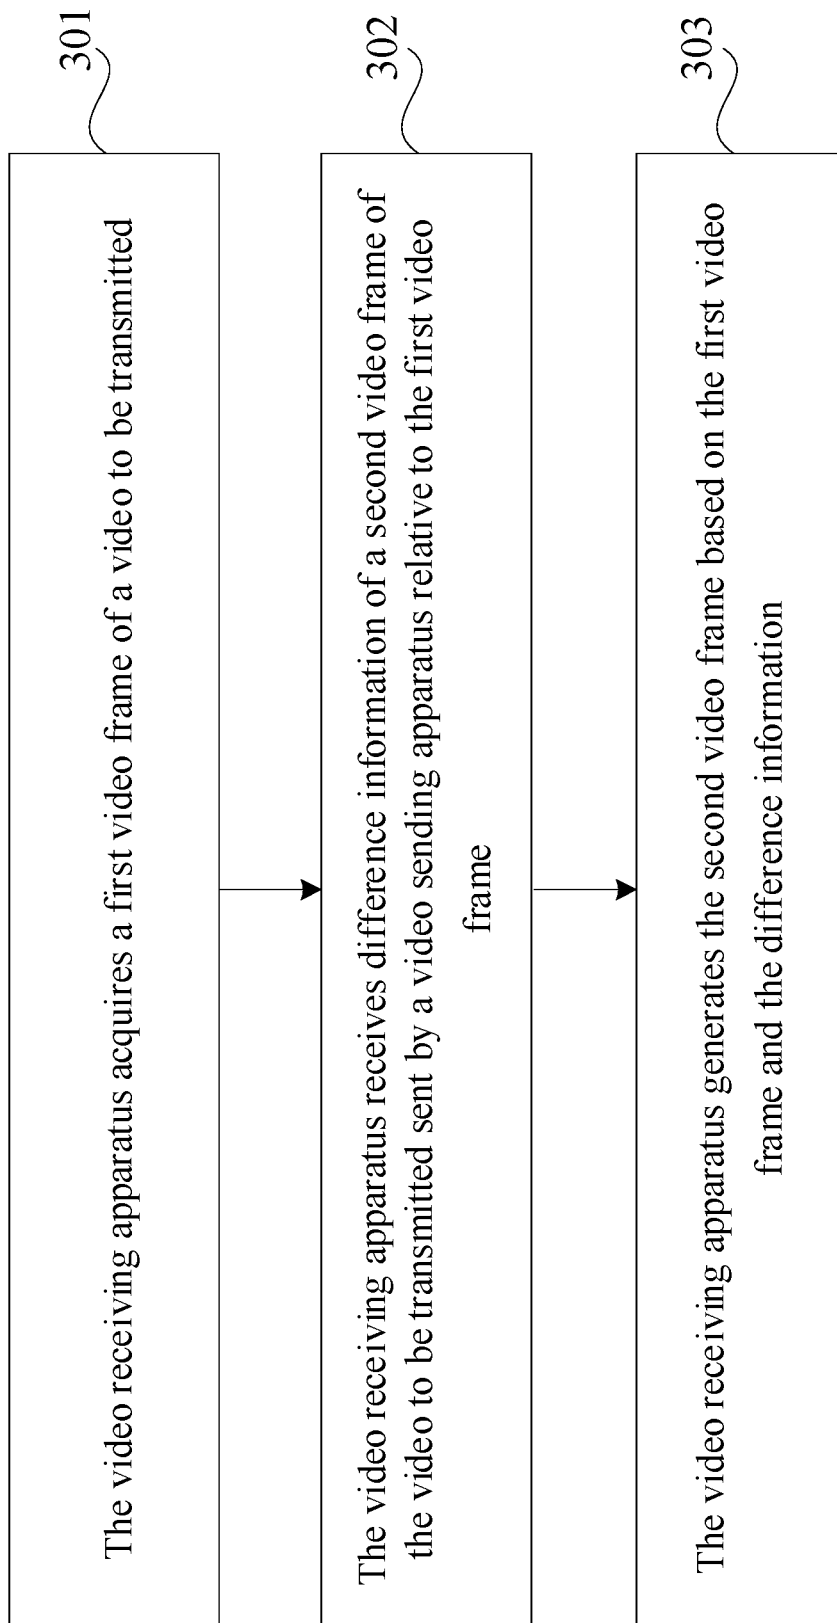 301
The video receiving apparatus acquires a first video frame of a video to be transmitted
302
The video receiving apparatus receives difference information of a second video frame of
the video to be transmitted sent by a video sending apparatus relative to the first video
frame
303
The video receiving apparatus generates the second video frame based on the first video
frame and the difference information